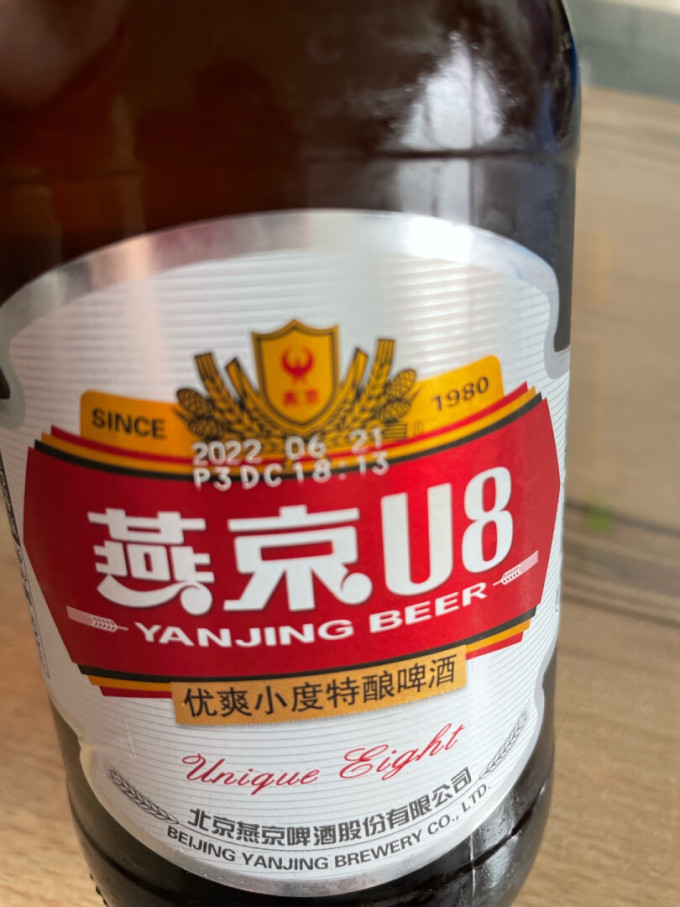 燕京
SINCE 1980
2022 06 21
P3DC18:13
燕京U8
YANJING BEER
优爽小度特酿啤酒
Unique Eight
北京燕京啤酒股份有限公司
BEIJING YANJING BREWERY CO., LTD.